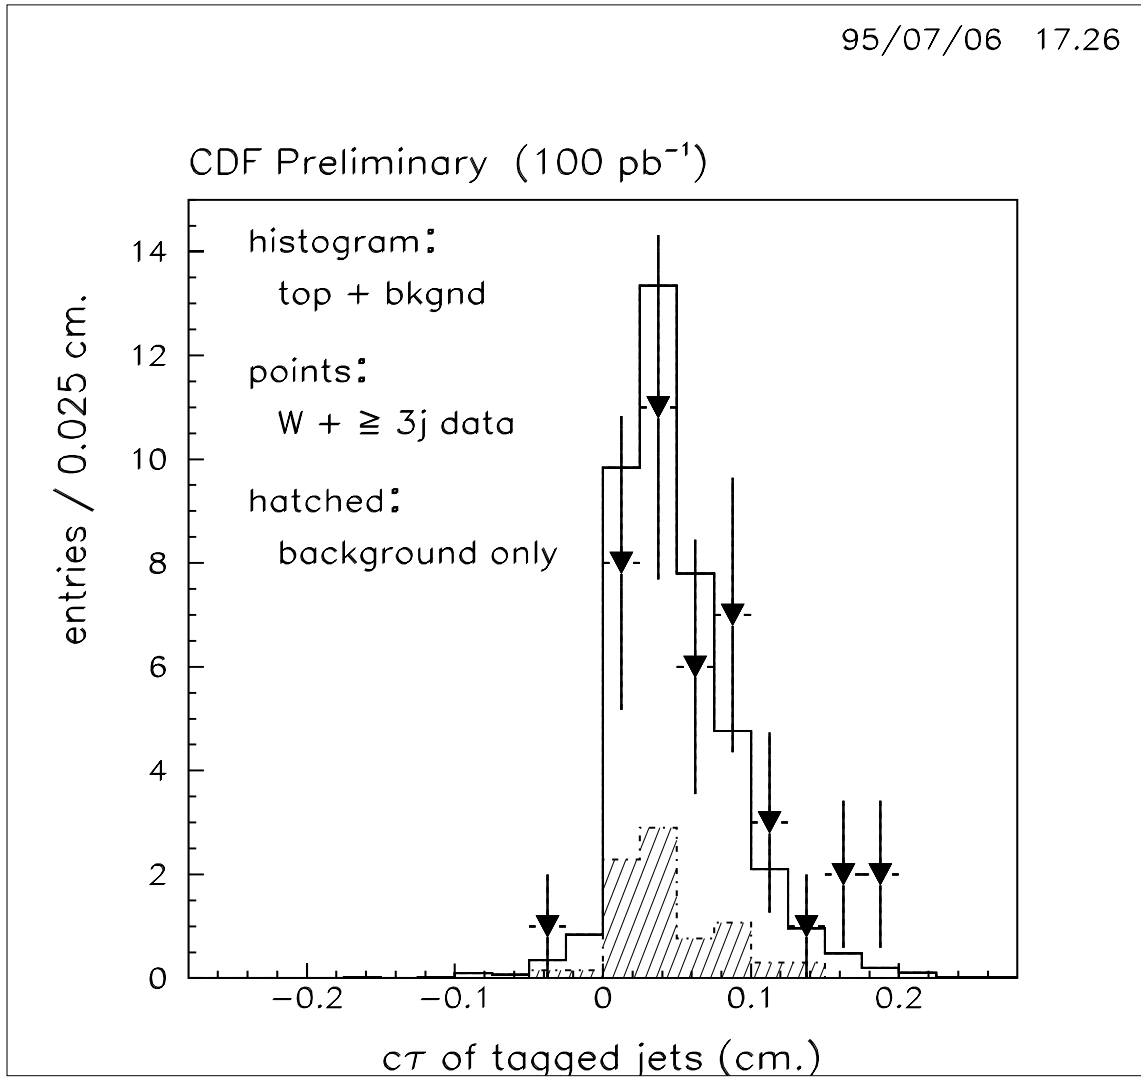 95/07/06 17.26
CDF Preliminary (100 pb⁻¹)
histogram:
top + bkgnd
points:
W + ≧ 3j data
hatched:
background only
entries / 0.025 cm.
14
12
10
8
6
4
2
0
−0.2 −0.1 0 0.1 0.2
cτ of tagged jets (cm.)